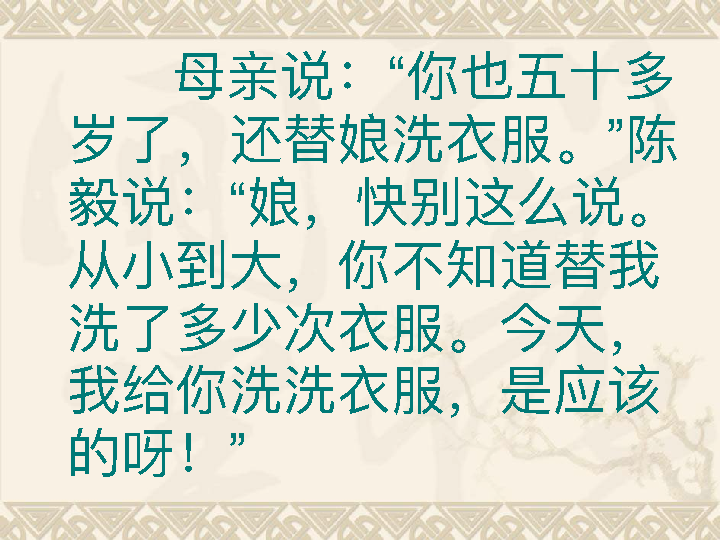 母亲说：“你也五十多
岁了，还替娘洗衣服。”陈
毅说：“娘，快别这么说。
从小到大，你不知道替我
洗了多少次衣服。今天，
我给你洗洗衣服，是应该
的呀！”